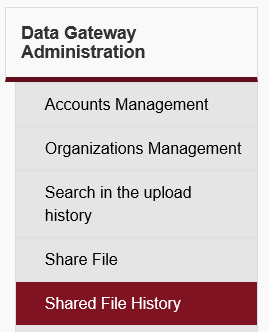 Data Gateway
Administration
Accounts Management
Organizations Management
Search in the upload
history
Share File
Shared File History